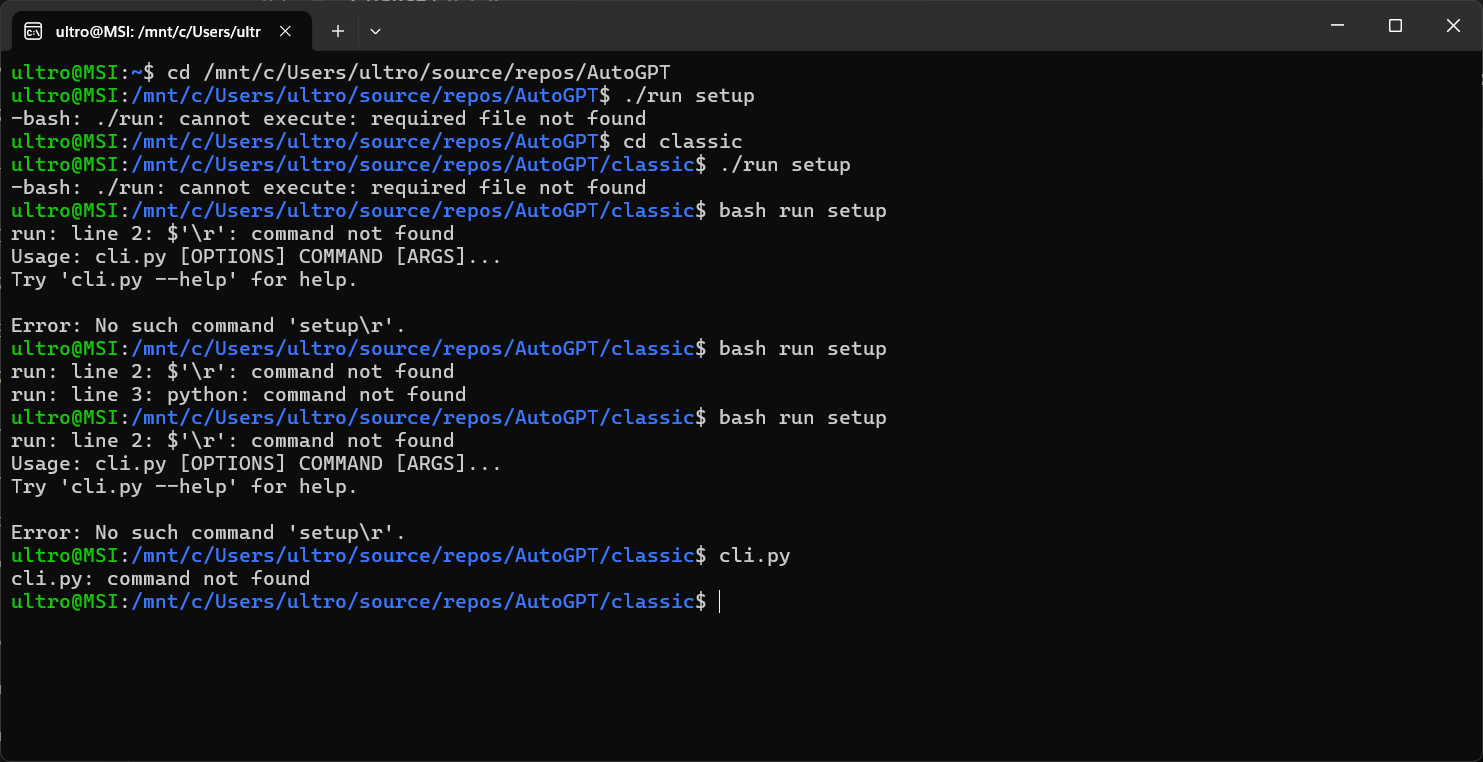 ultro@MSI: /mnt/c/Users/ultr
ultro@MSI:~$ cd /mnt/c/Users/ultro/source/repos/AutoGPT
ultro@MSI:/mnt/c/Users/ultro/source/repos/AutoGPT$ ./run setup
-bash: ./run: cannot execute: required file not found
ultro@MSI:/mnt/c/Users/ultro/source/repos/AutoGPT$ cd classic
ultro@MSI:/mnt/c/Users/ultro/source/repos/AutoGPT/classic$ ./run setup
-bash: ./run: cannot execute: required file not found
ultro@MSI:/mnt/c/Users/ultro/source/repos/AutoGPT/classic$ bash run setup
run: line 2: $'\r': command not found
Usage: cli.py [OPTIONS] COMMAND [ARGS]...
Try 'cli.py --help' for help.

Error: No such command 'setup\r'.
ultro@MSI:/mnt/c/Users/ultro/source/repos/AutoGPT/classic$ bash run setup
run: line 2: $'\r': command not found
run: line 3: python: command not found
ultro@MSI:/mnt/c/Users/ultro/source/repos/AutoGPT/classic$ bash run setup
run: line 2: $'\r': command not found
Usage: cli.py [OPTIONS] COMMAND [ARGS]...
Try 'cli.py --help' for help.

Error: No such command 'setup\r'.
ultro@MSI:/mnt/c/Users/ultro/source/repos/AutoGPT/classic$ cli.py
cli.py: command not found
ultro@MSI:/mnt/c/Users/ultro/source/repos/AutoGPT/classic$